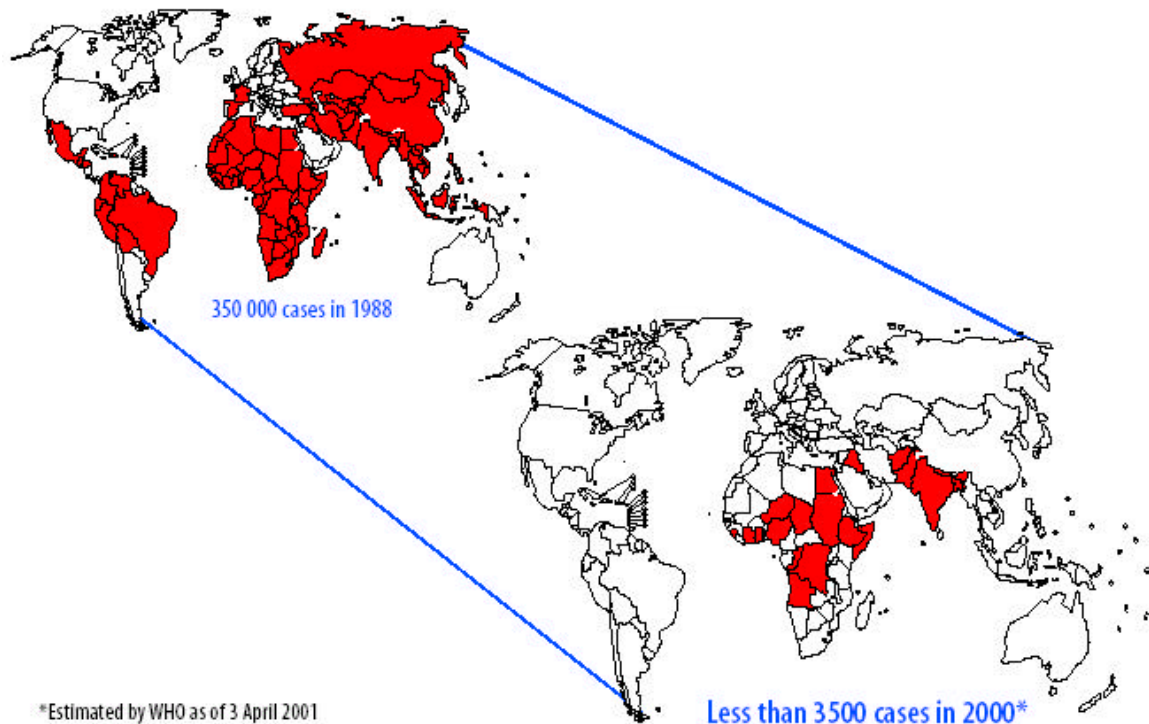 350 000 cases in 1988
*Estimated by WHO as of 3 April 2001
Less than 3500 cases in 2000*